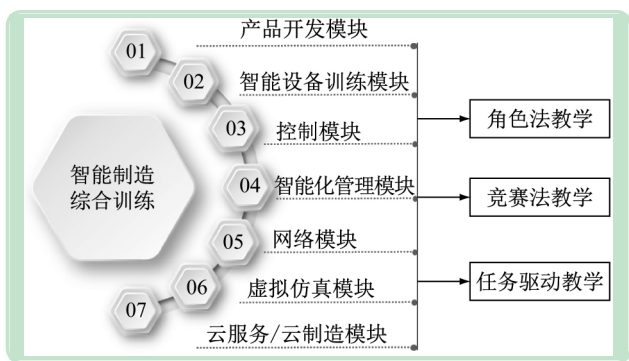 智能制造
综合训练
01
产品开发模块
02
智能设备训练模块
03
控制模块
04
智能化管理模块
05
网络模块
06
虚拟仿真模块
07
云服务/云制造模块
角色法教学
竞赛法教学
任务驱动教学